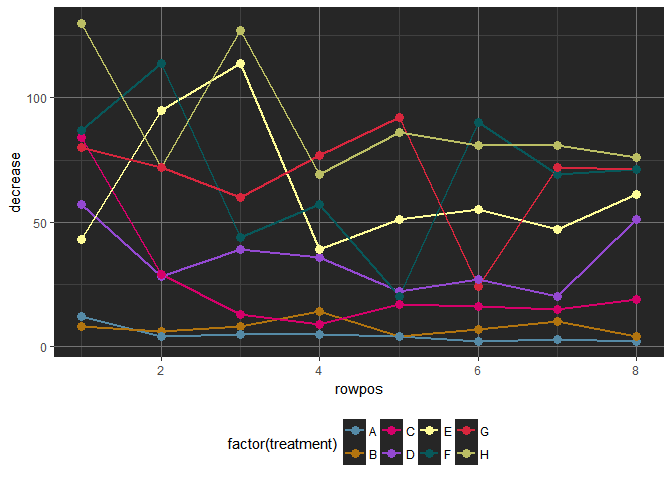 100
50
0
decrease
2 4 6 8
rowpos
factor(treatment) A C E G
B D F H